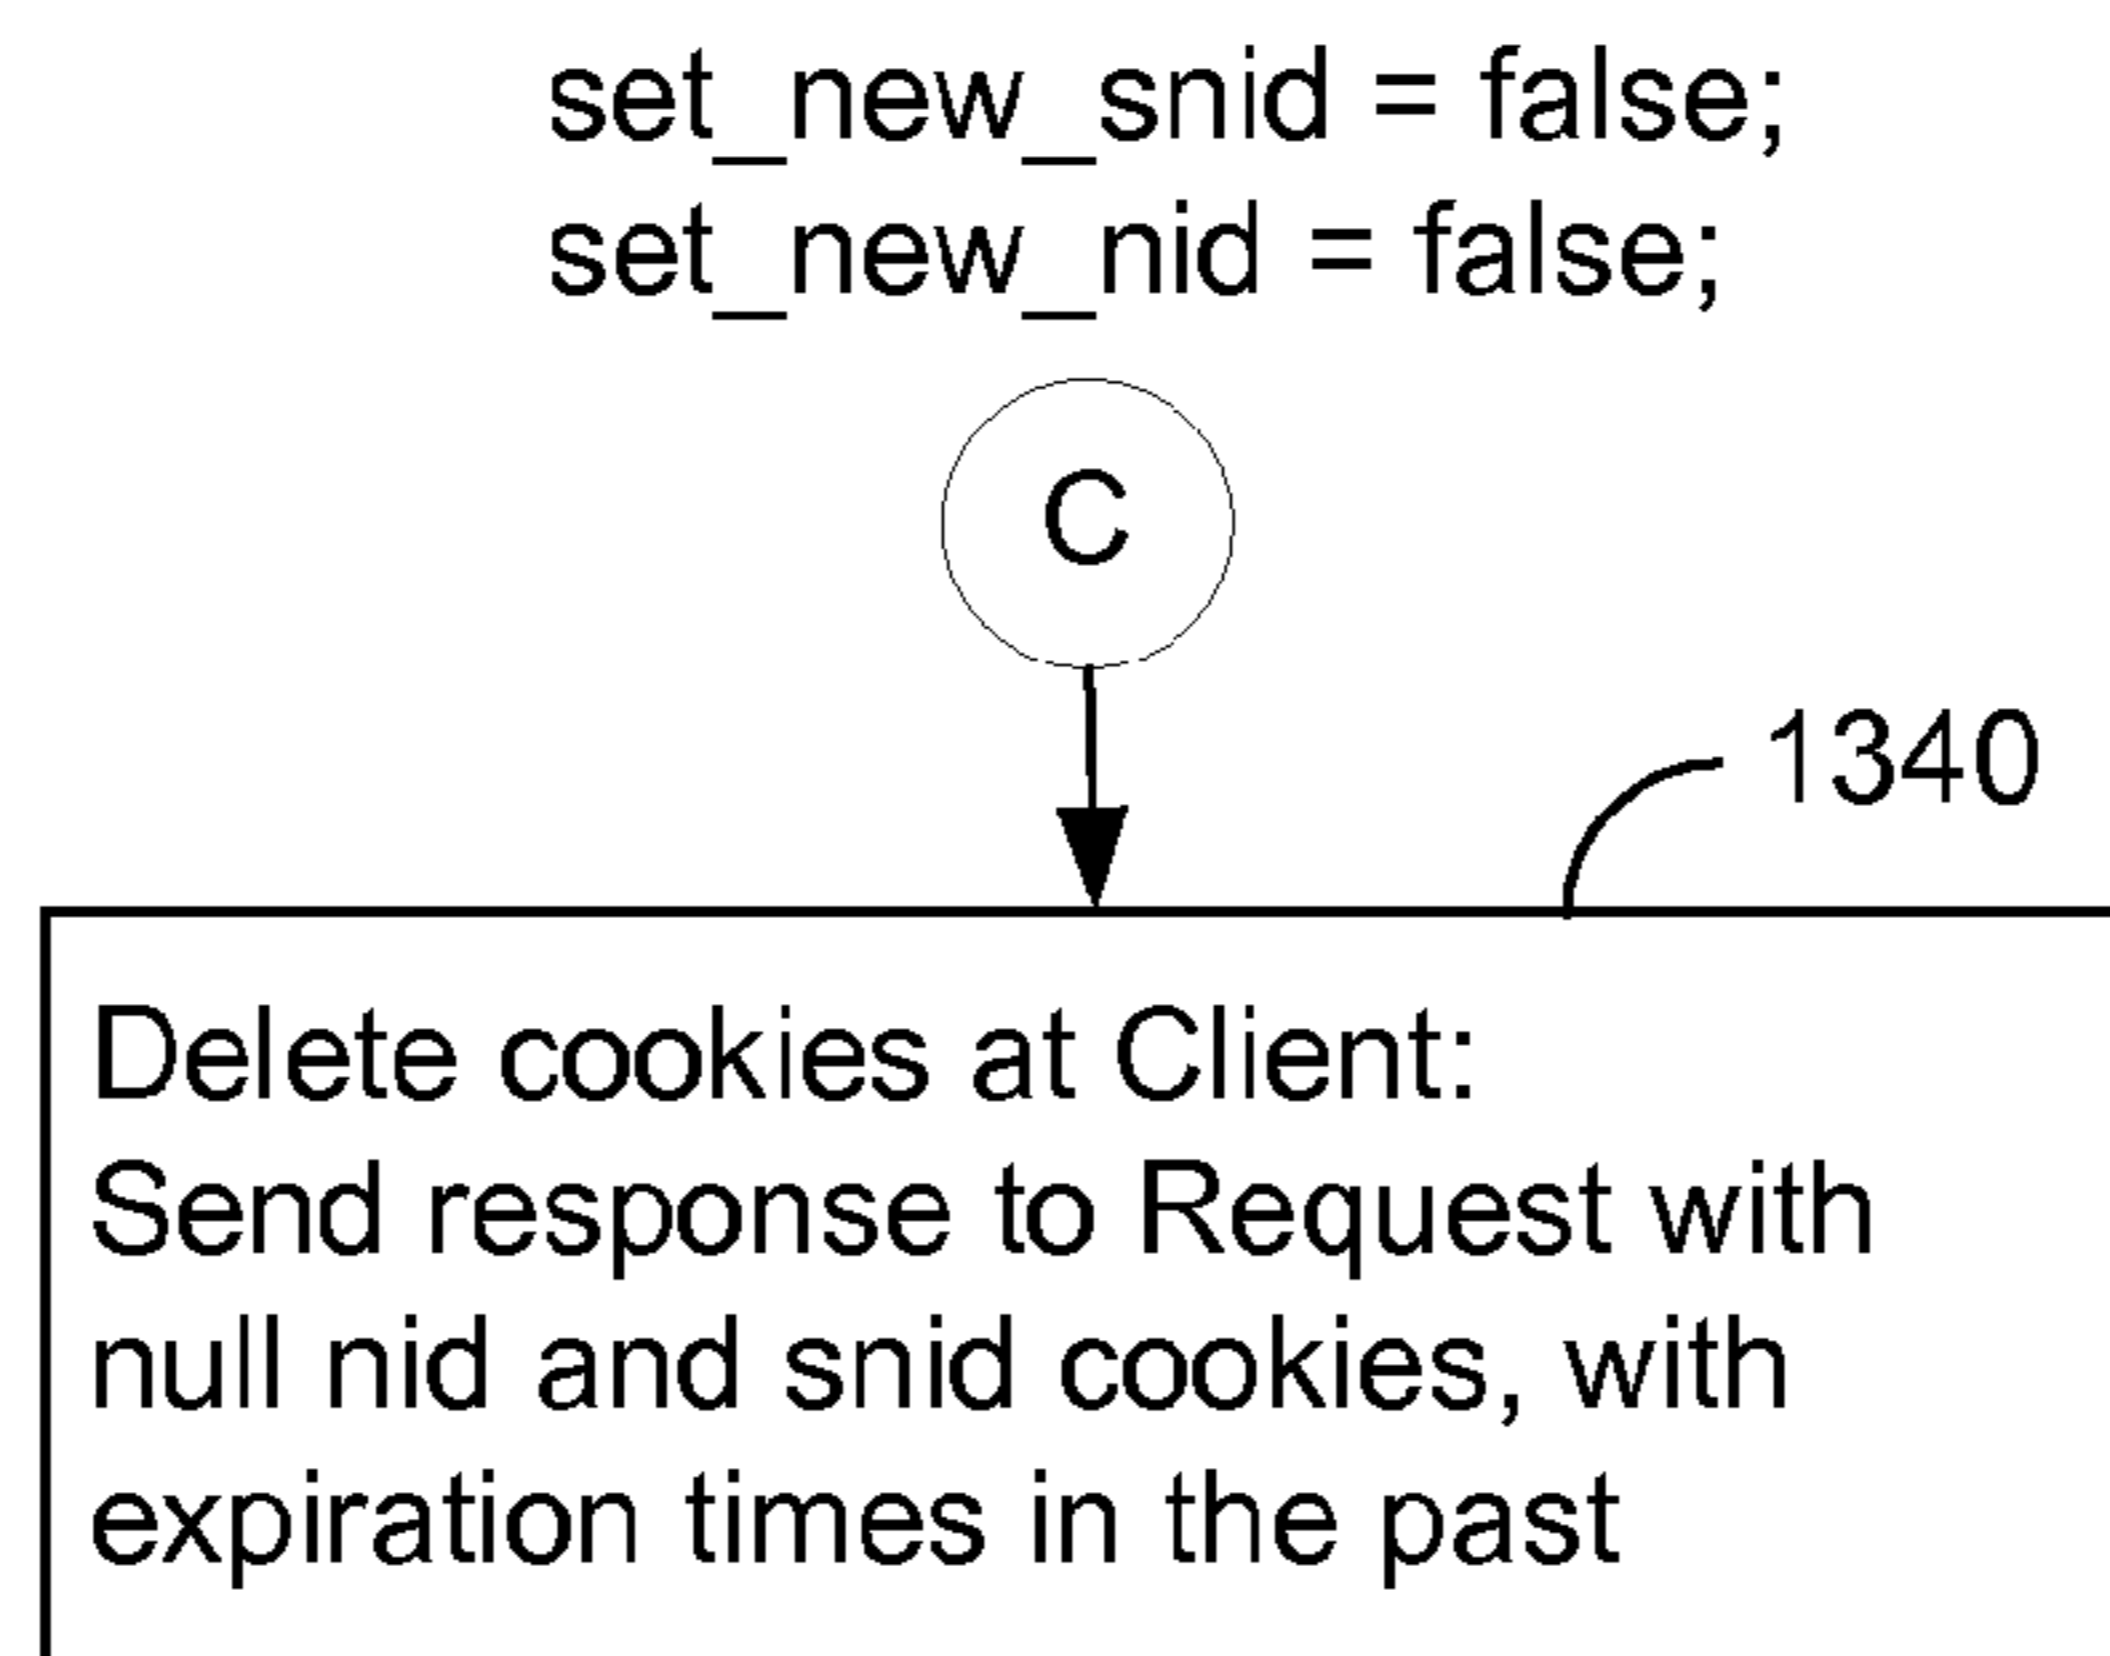 set_new_snid = false;
set_new_nid = false;
C
1340
Delete cookies at Client:
Send response to Request with
null nid and snid cookies, with
expiration times in the past